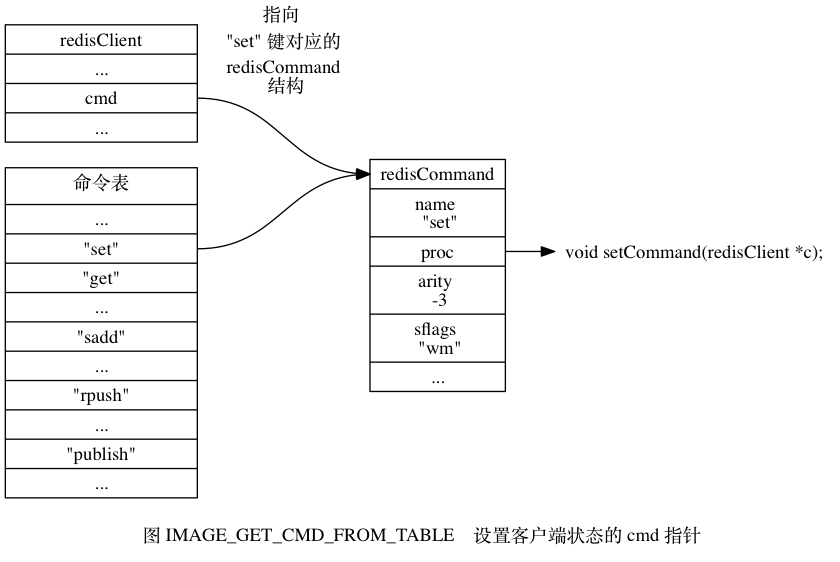 指向
"set" 键对应的
redisCommand
结构
redisClient
...
cmd
...
命令表
...
"set"
"get"
...
"sadd"
...
"rpush"
...
"publish"
...
redisCommand
name
"set"
proc
arity
-3
sflags
"wm"
...
void setCommand(redisClient *c);
图 IMAGE_GET_CMD_FROM_TABLE 设置客户端状态的 cmd 指针